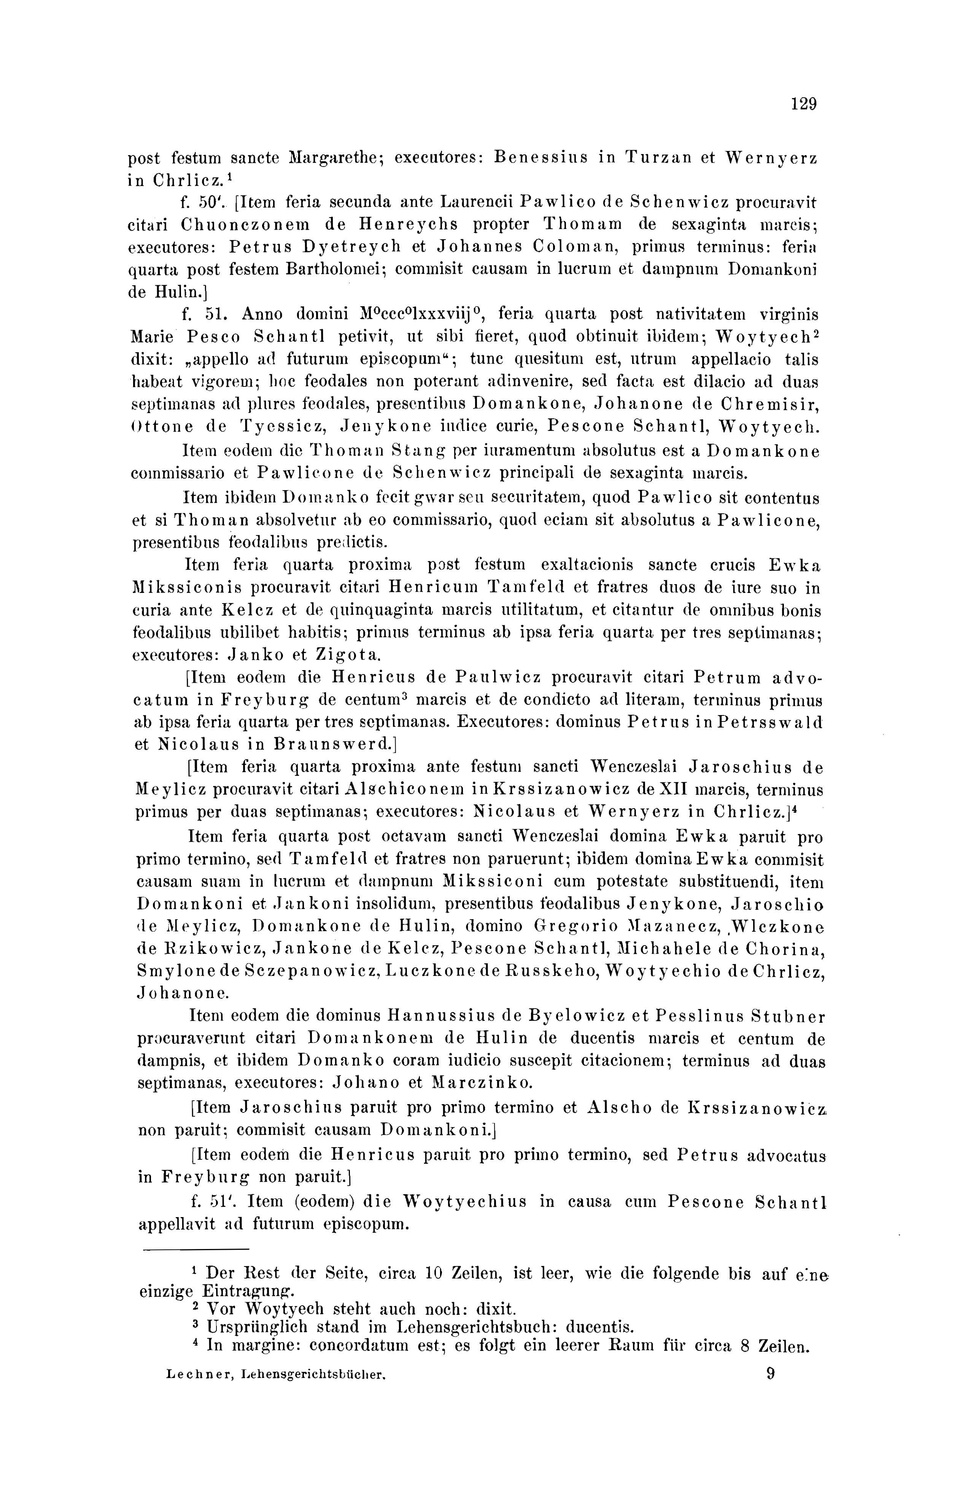 129
post festum sancte Margarethe; executores: Benessius in Turzan et Wernyerz
in Chrlicz.¹
f. 50′. [Item feria secunda ante Laurencii Pawlico de Schenwicz procuravit
citari Chuonczonem de Henreychs propter Thomam de sexaginta marcis;
executores: Petrus Dyetreych et Johannes Coloman, primus terminus: feria
quarta post festem Bartholomei; commisit causam in lucrum et dampnum Domankoni
de Hulin.]
f. 51. Anno domini M⁰ccc⁰lxxxviij⁰, feria quarta post nativitatem virginis
Marie Pesco Schantl petivit, ut sibi fieret, quod obtinuit ibidem; Woytyech²
dixit: „appello ad futurum episcopum“; tunc quesitum est, utrum appellacio talis
habeat vigorem; hoc feodales non poterant adinvenire, sed facta est dilacio ad duas
septimanas ad plures feodales, presentibus Domankone, Johanone de Chremisir,
Ottone de Tyessicz, Jenykone iudice curie, Pescone Schantl, Woytyech.
Item eodem die Thoman Stang per iuramentum absolutus est a Domankone
commissario et Pawlicone de Schenwicz principali de sexaginta marcis.
Item ibidem Domanko fecit gwar seu securitatem, quod Pawlico sit contentus
et si Thoman absolvetur ab eo commissario, quod eciam sit absolutus a Pawlicone,
presentibus feodalibus predictis.
Item feria quarta proxima post festum exaltacionis sancte crucis Ewka
Mikssiconis procuravit citari Henricum Tamfeld et fratres duos de iure suo in
curia ante Kelcz et de quinquaginta marcis utilitatum, et citantur de omnibus bonis
feodalibus ubilibet habitis; primus terminus ab ipsa feria quarta per tres septimanas;
executores: Janko et Zigota.
[Item eodem die Henricus de Paulwicz procuravit citari Petrum advo-
catum in Freyburg de centum³ marcis et de condicto ad literam, terminus primus
ab ipsa feria quarta per tres septimanas. Executores: dominus Petrus in Petrsswald
et Nicolaus in Braunswerd.]
[Item feria quarta proxima ante festum sancti Wenczeslai Jaroschius de
Meylicz procuravit citari Alschiconem in Krssizanowicz de XII marcis, terminus
primus per duas septimanas; executores: Nicolaus et Wernyerz in Chrlicz.]⁴
Item feria quarta post octavam sancti Wenczeslai domina Ewka paruit pro
primo termino, sed Tamfeld et fratres non paruerunt; ibidem domina Ewka commisit
causam suam in lucrum et dampnum Mikssiconi cum potestate substituendi, item
Domankoni et Jankoni insolidum, presentibus feodalibus Jenykone, Jaroschio
de Meylicz, Domankone de Hulin, domino Gregorio Mazanecz, Wlczkone
de Rzikowicz, Jankone de Kelcz, Pescone Schantl, Michahele de Chorina,
Smylone de Sczepanowicz, Luczkone de Russkeho, Woytyechio de Chrlicz,
Johanone.
Item eodem die dominus Hannussius de Byelowicz et Pesslinus Stubner
procuraverunt citari Domankonem de Hulin de ducentis marcis et centum de
dampnis, et ibidem Domanko coram iudicio suscepit citacionem; terminus ad duas
septimanas, executores: Johano et Marczinko.
[Item Jaroschius paruit pro primo termino et Alscho de Krssizanowicz
non paruit; commisit causam Domankoni.]
[Item eodem die Henricus paruit pro primo termino, sed Petrus advocatus
in Freyburg non paruit.]
f. 51′. Item (eodem) die Woytyechius in causa cum Pescone Schantl
appellavit ad futurum episcopum.
¹ Der Rest der Seite, circa 10 Zeilen, ist leer, wie die folgende bis auf eine
einzige Eintragung.
² Vor Woytyech steht auch noch: dixit.
³ Ursprünglich stand im Lehensgerichtsbuch: ducentis.
⁴ In margine: concordatum est; es folgt ein leerer Raum für circa 8 Zeilen.
Lechner, Lehensgerichtsbücher. 9